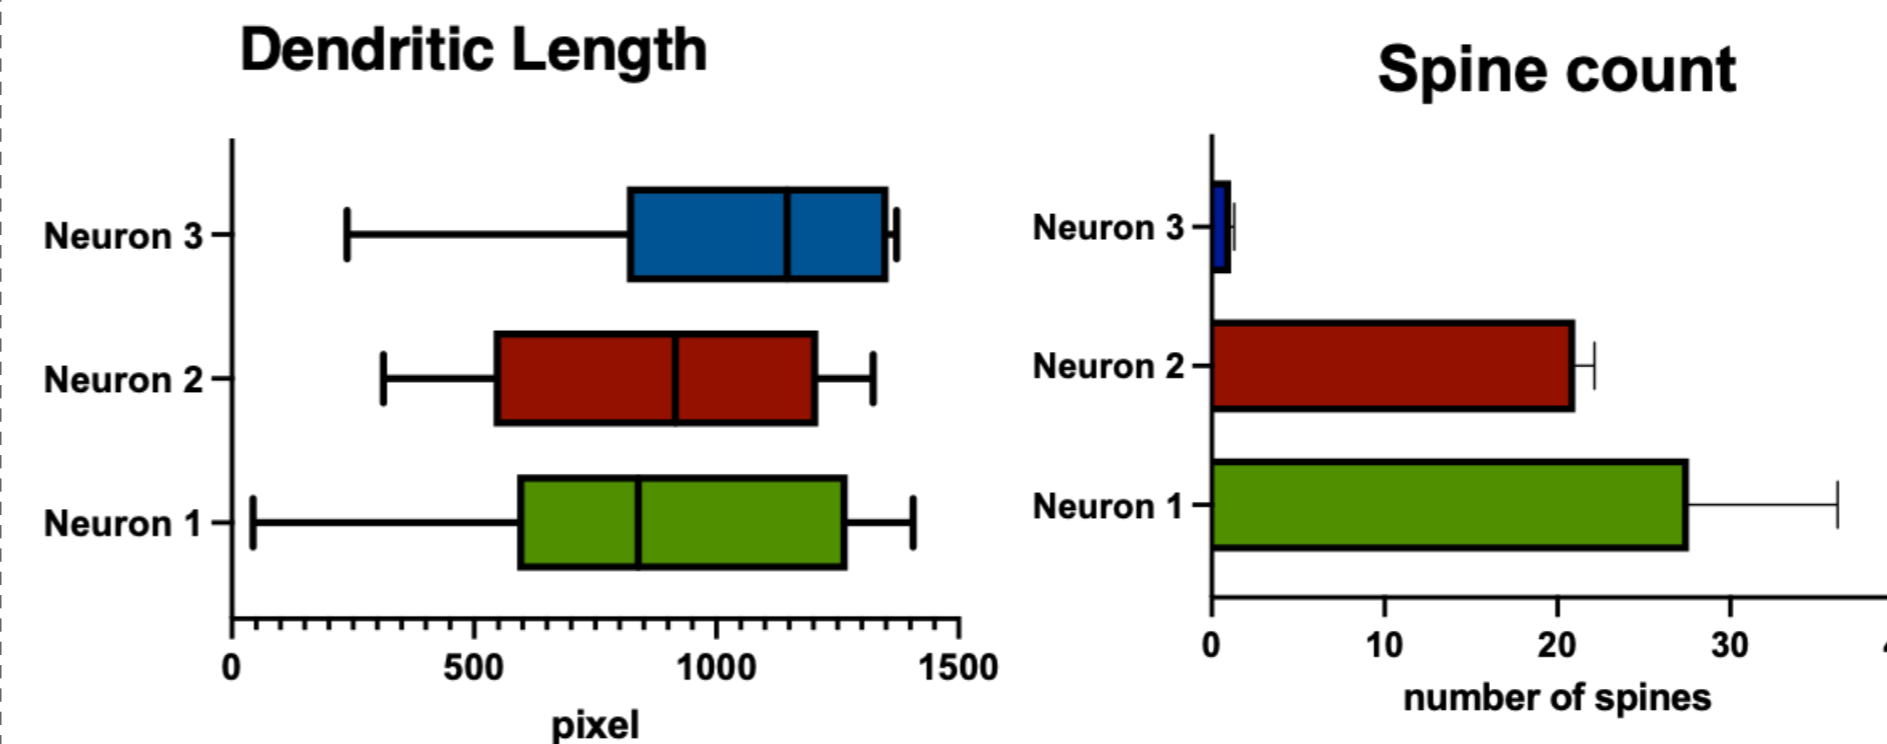 Dendritic Length
Neuron 3
Neuron 2
Neuron 1
0 500 1000 1500
pixel
Spine count
Neuron 3
Neuron 2
Neuron 1
0 10 20 30
number of spines